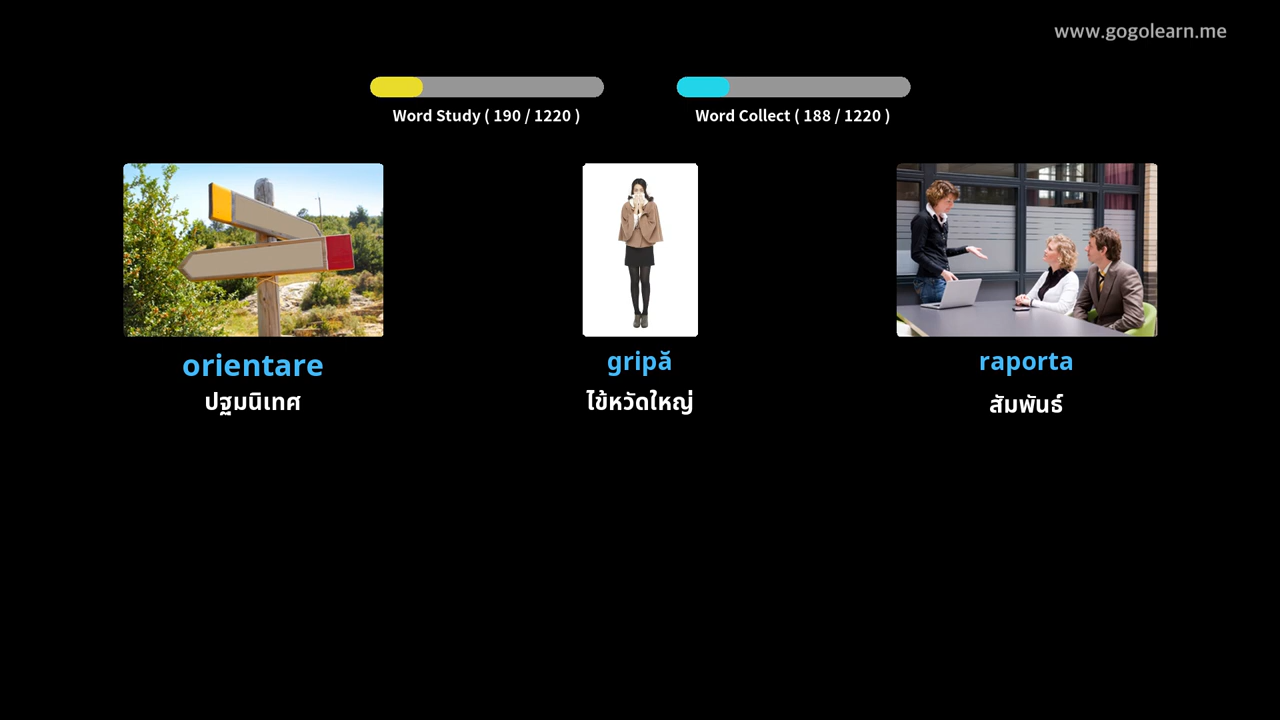 www.gogolearn.me
Word Study ( 190 / 1220 )
Word Collect ( 188 / 1220 )
orientare
ปฐมนิเทศ
gripă
ไข้หวัดใหญ่
raporta
สัมพันธ์